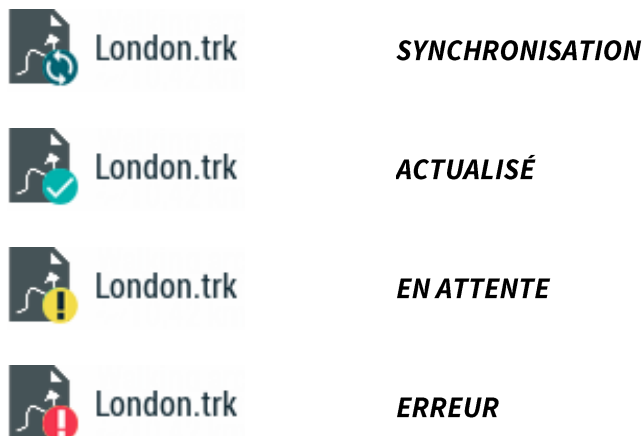 London.trk SYNCHRONISATION
London.trk ACTUALISÉ
London.trk EN ATTENTE
London.trk ERREUR